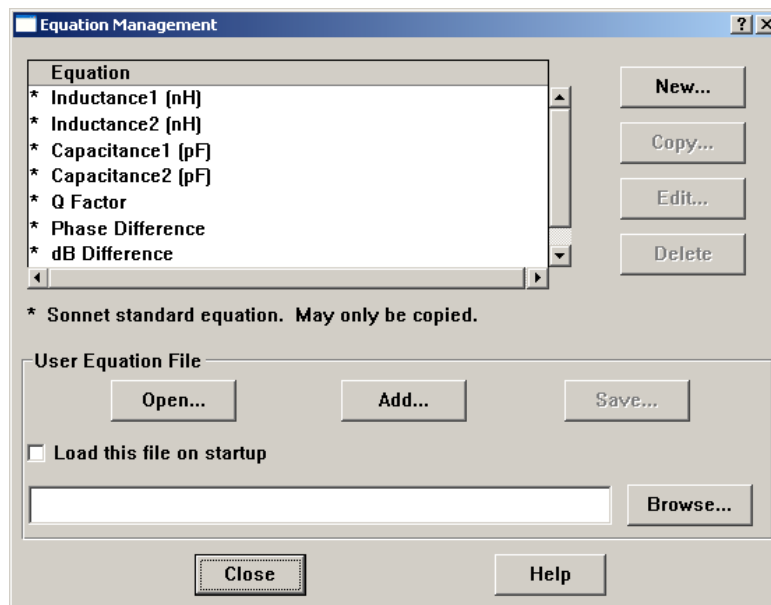 Equation Management
Equation
* Inductance1 (nH)
* Inductance2 (nH)
* Capacitance1 (pF)
* Capacitance2 (pF)
* Q Factor
* Phase Difference
* dB Difference
New...
Copy...
Edit...
Delete
* Sonnet standard equation. May only be copied.
User Equation File
Open... Add... Save...
Load this file on startup
Browse...
Close Help